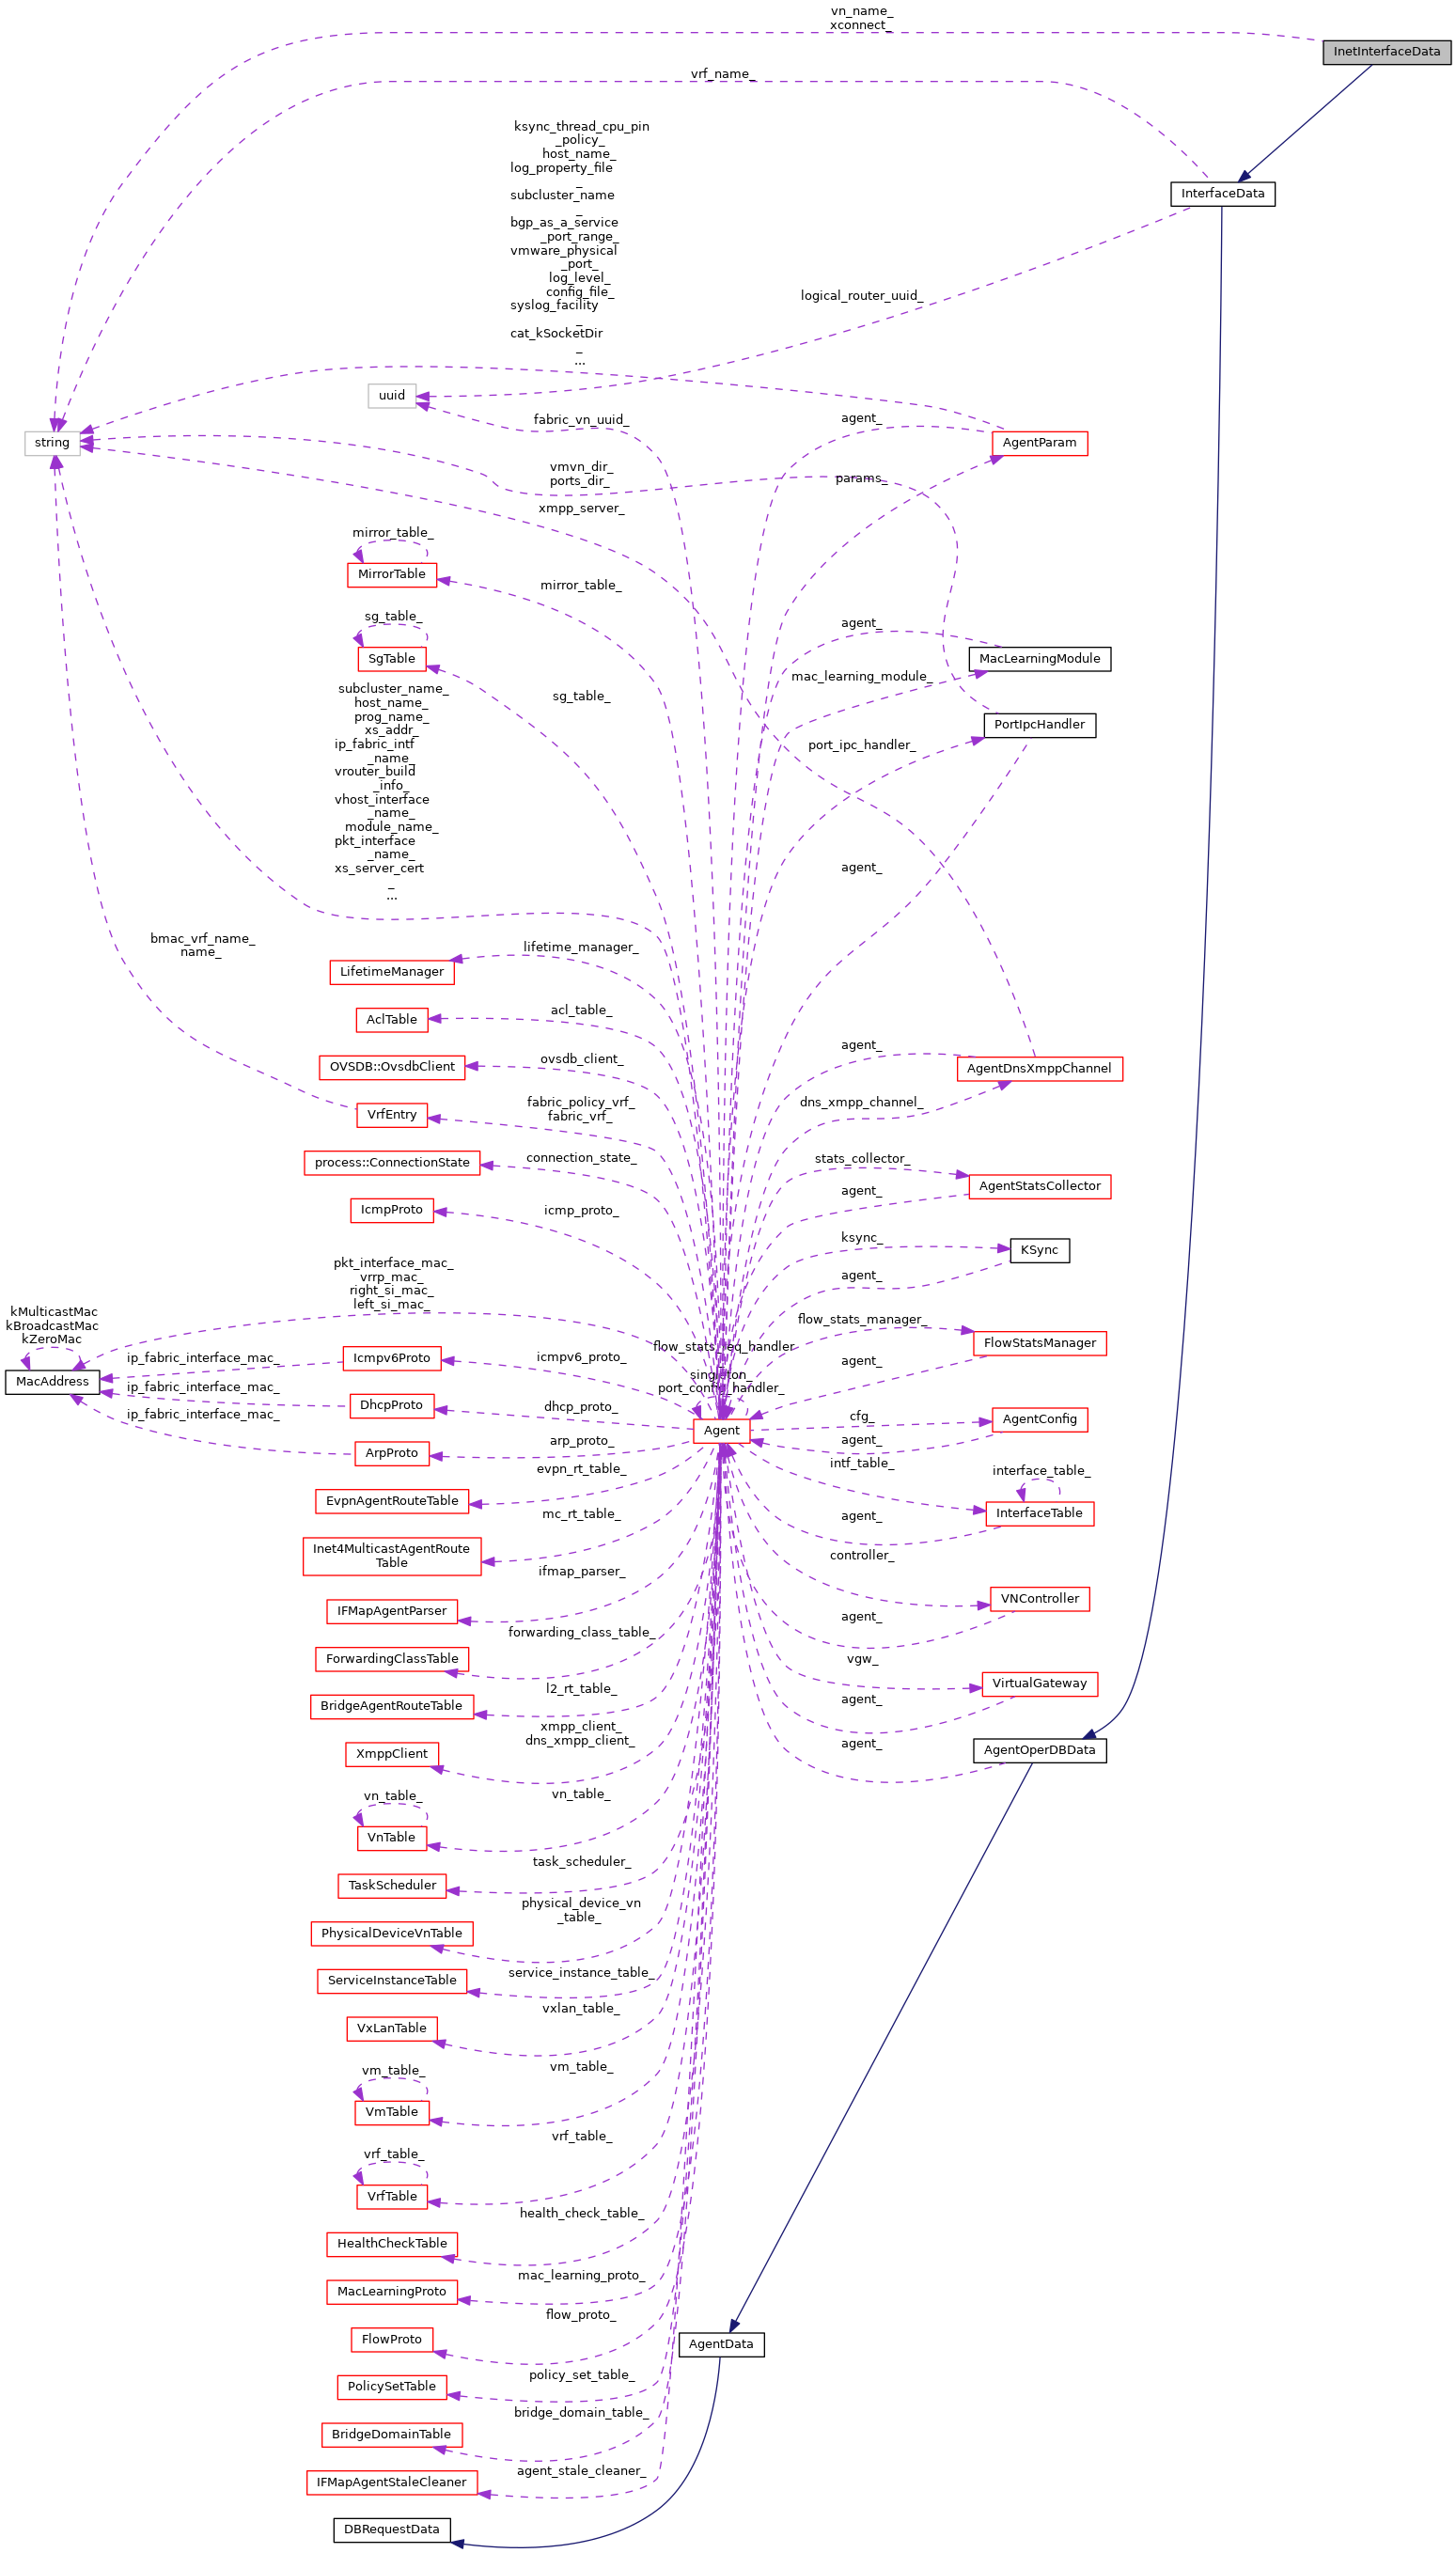 vn_name_
xconnect_
InetInterfaceData
vrf_name_
ksync_thread_cpu_pin
_policy_
host_name_
log_property_file
_
subcluster_name
_
bgp_as_a_service
_port_range_
vmware_physical
_port_
log_level_
config_file_
syslog_facility
_
cat_kSocketDir
_
...
InterfaceData
logical_router_uuid_
uuid
string
fabric_vn_uuid_
agent_
AgentParam
vmvn_dir_
ports_dir_
params_
xmpp_server_
mirror_table_
MirrorTable
mirror_table_
sg_table_
SgTable
agent_
MacLearningModule
mac_learning_module_
sg_table_
subcluster_name_
host_name_
prog_name_
xs_addr_
ip_fabric_intf
_name_
vrouter_build
_info_
vhost_interface
_name_
module_name_
pkt_interface
_name_
xs_server_cert
_
...
PortIpcHandler
port_ipc_handler_
agent_
bmac_vrf_name_
name_
lifetime_manager_
LifetimeManager
acl_table_
AclTable
ovsdb_client_
OVSDB::OvsdbClient
agent_
AgentDnsXmppChannel
fabric_policy_vrf_
fabric_vrf_
VrfEntry
dns_xmpp_channel_
connection_state_
process::ConnectionState
stats_collector_
AgentStatsCollector
agent_
icmp_proto_
IcmpProto
ksync_
KSync
agent_
pkt_interface_mac_
vrrp_mac_
right_si_mac_
left_si_mac_
kMulticastMac
kBroadcastMac
kZeroMac
MacAddress
flow_stats_manager_
FlowStatsManager
agent_
ip_fabric_interface_mac_
Icmpv6Proto
icmpv6_proto_
singleton_
port_config_handler_
ip_fabric_interface_mac_
DhcpProto
dhcp_proto_
ip_fabric_interface_mac_
ArpProto
arp_proto_
Agent
cfg_
AgentConfig
agent_
intf_table_
interface_table_
InterfaceTable
agent_
evpn_rt_table_
EvpnAgentRouteTable
mc_rt_table_
Inet4MulticastAgentRoute
Table
controller_
VNController
agent_
ifmap_parser_
IFMapAgentParser
forwarding_class_table_
ForwardingClassTable
vgw_
VirtualGateway
agent_
l2_rt_table_
BridgeAgentRouteTable
xmpp_client_
dns_xmpp_client_
XmppClient
agent_
AgentOperDBData
vn_table_
VnTable
vn_table_
task_scheduler_
TaskScheduler
physical_device_vn
_table_
PhysicalDeviceVnTable
service_instance_table_
ServiceInstanceTable
vxlan_table_
VxLanTable
vm_table_
VmTable
vm_table_
vrf_table_
VrfTable
vrf_table_
health_check_table_
HealthCheckTable
mac_learning_proto_
MacLearningProto
flow_proto_
FlowProto
AgentData
policy_set_table_
PolicySetTable
bridge_domain_table_
BridgeDomainTable
agent_stale_cleaner_
IFMapAgentStaleCleaner
DBRequestData